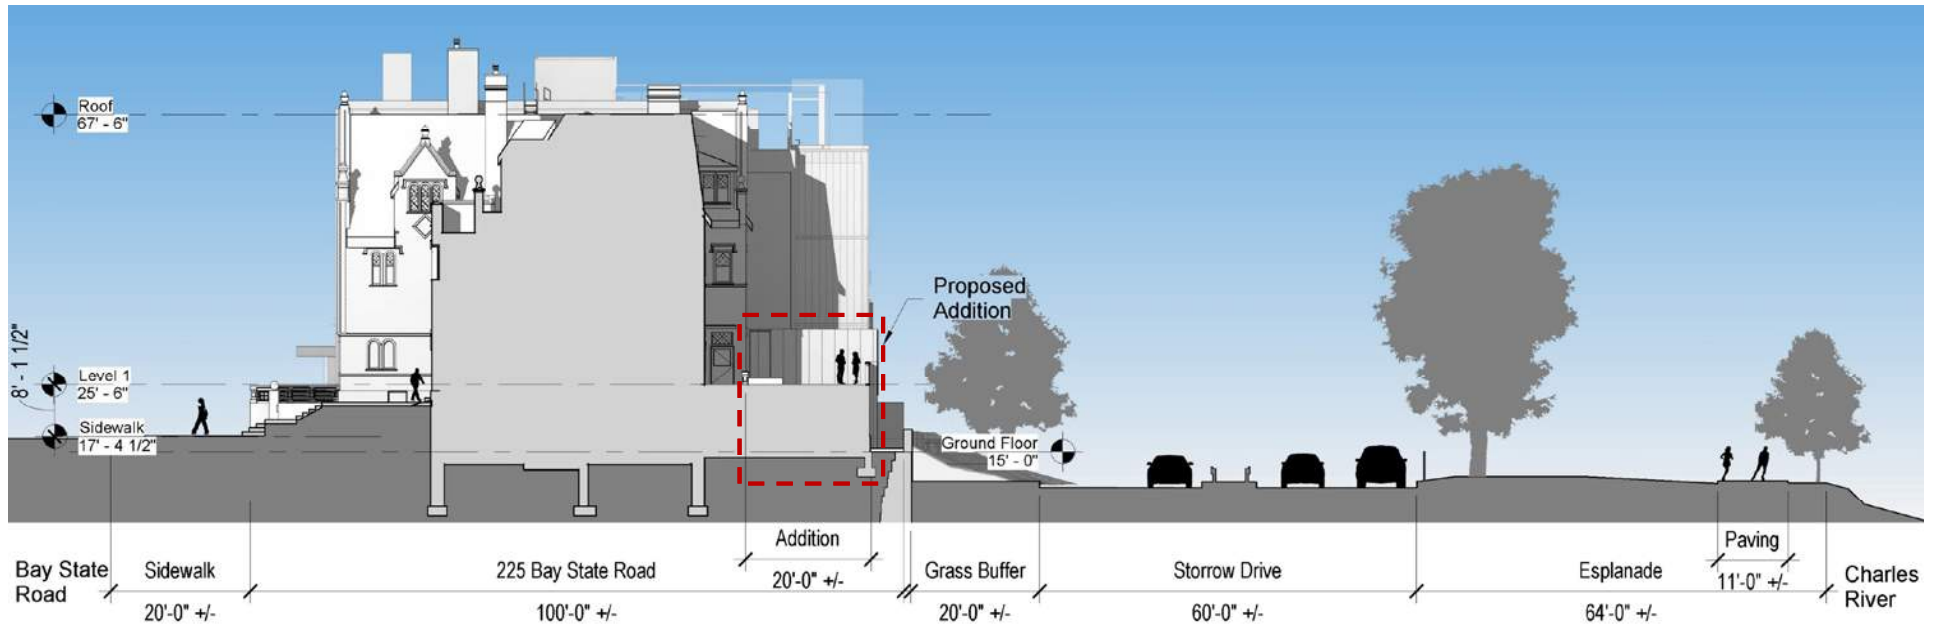 Roof
67' - 6"
Proposed
Addition
8' - 1 1/2"
Level 1
25' - 6"
Sidewalk
17' - 4 1/2"
Ground Floor
15' - 0"
Addition
20'-0" +/-
Paving
11'-0" +/-
Bay State
Road
Sidewalk
20'-0" +/-
225 Bay State Road
100'-0" +/-
Grass Buffer
20'-0" +/-
Storrow Drive
60'-0" +/-
Esplanade
64'-0" +/-
Charles
River